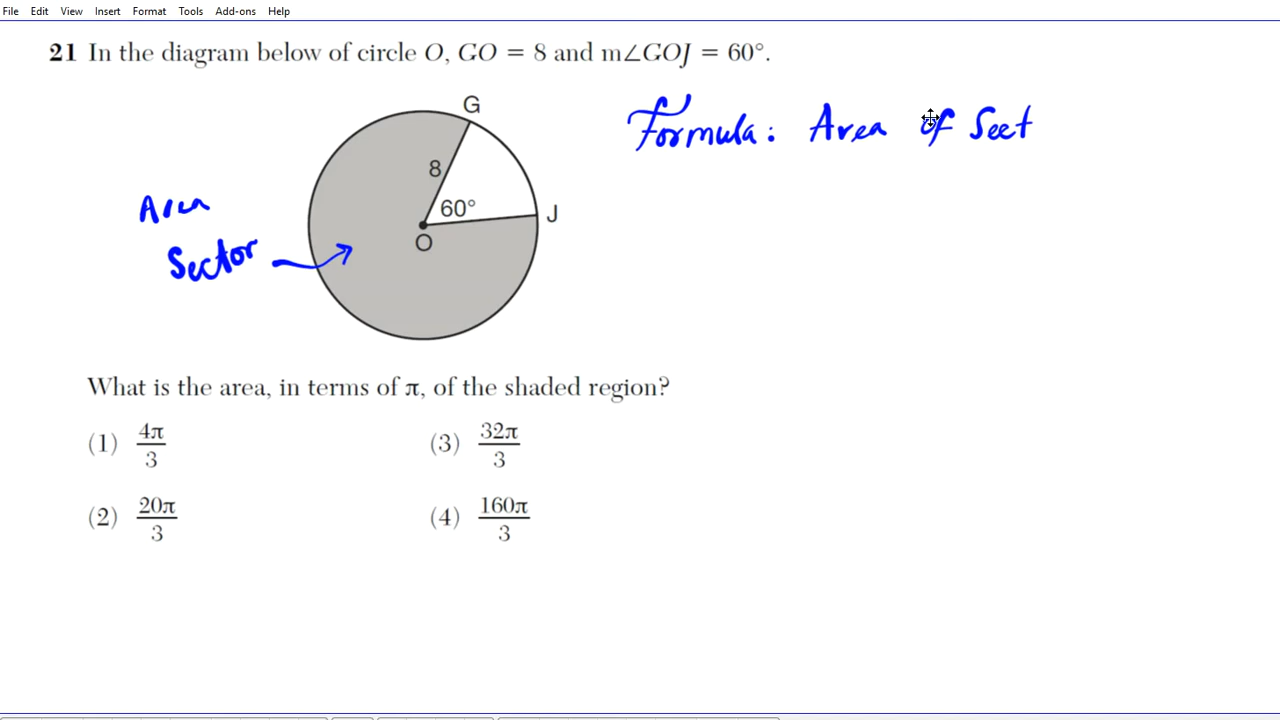 File Edit View Insert Format Tools Add-ons Help
21 In the diagram below of circle O, GO = 8 and m∠GOJ = 60°.
Formula: Area of Sect
G
8
60°
J
O
Area
Sector
What is the area, in terms of π, of the shaded region?
(1) 4π/3 (3) 32π/3
(2) 20π/3 (4) 160π/3